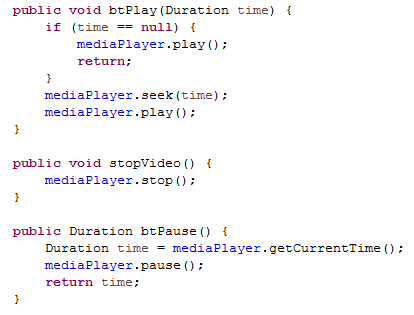 public void btPlay(Duration time) {
    if (time == null) {
        mediaPlayer.play();
        return;
    }
    mediaPlayer.seek(time);
    mediaPlayer.play();
}

public void stopVideo() {
    mediaPlayer.stop();
}

public Duration btPause() {
    Duration time = mediaPlayer.getCurrentTime();
    mediaPlayer.pause();
    return time;
}